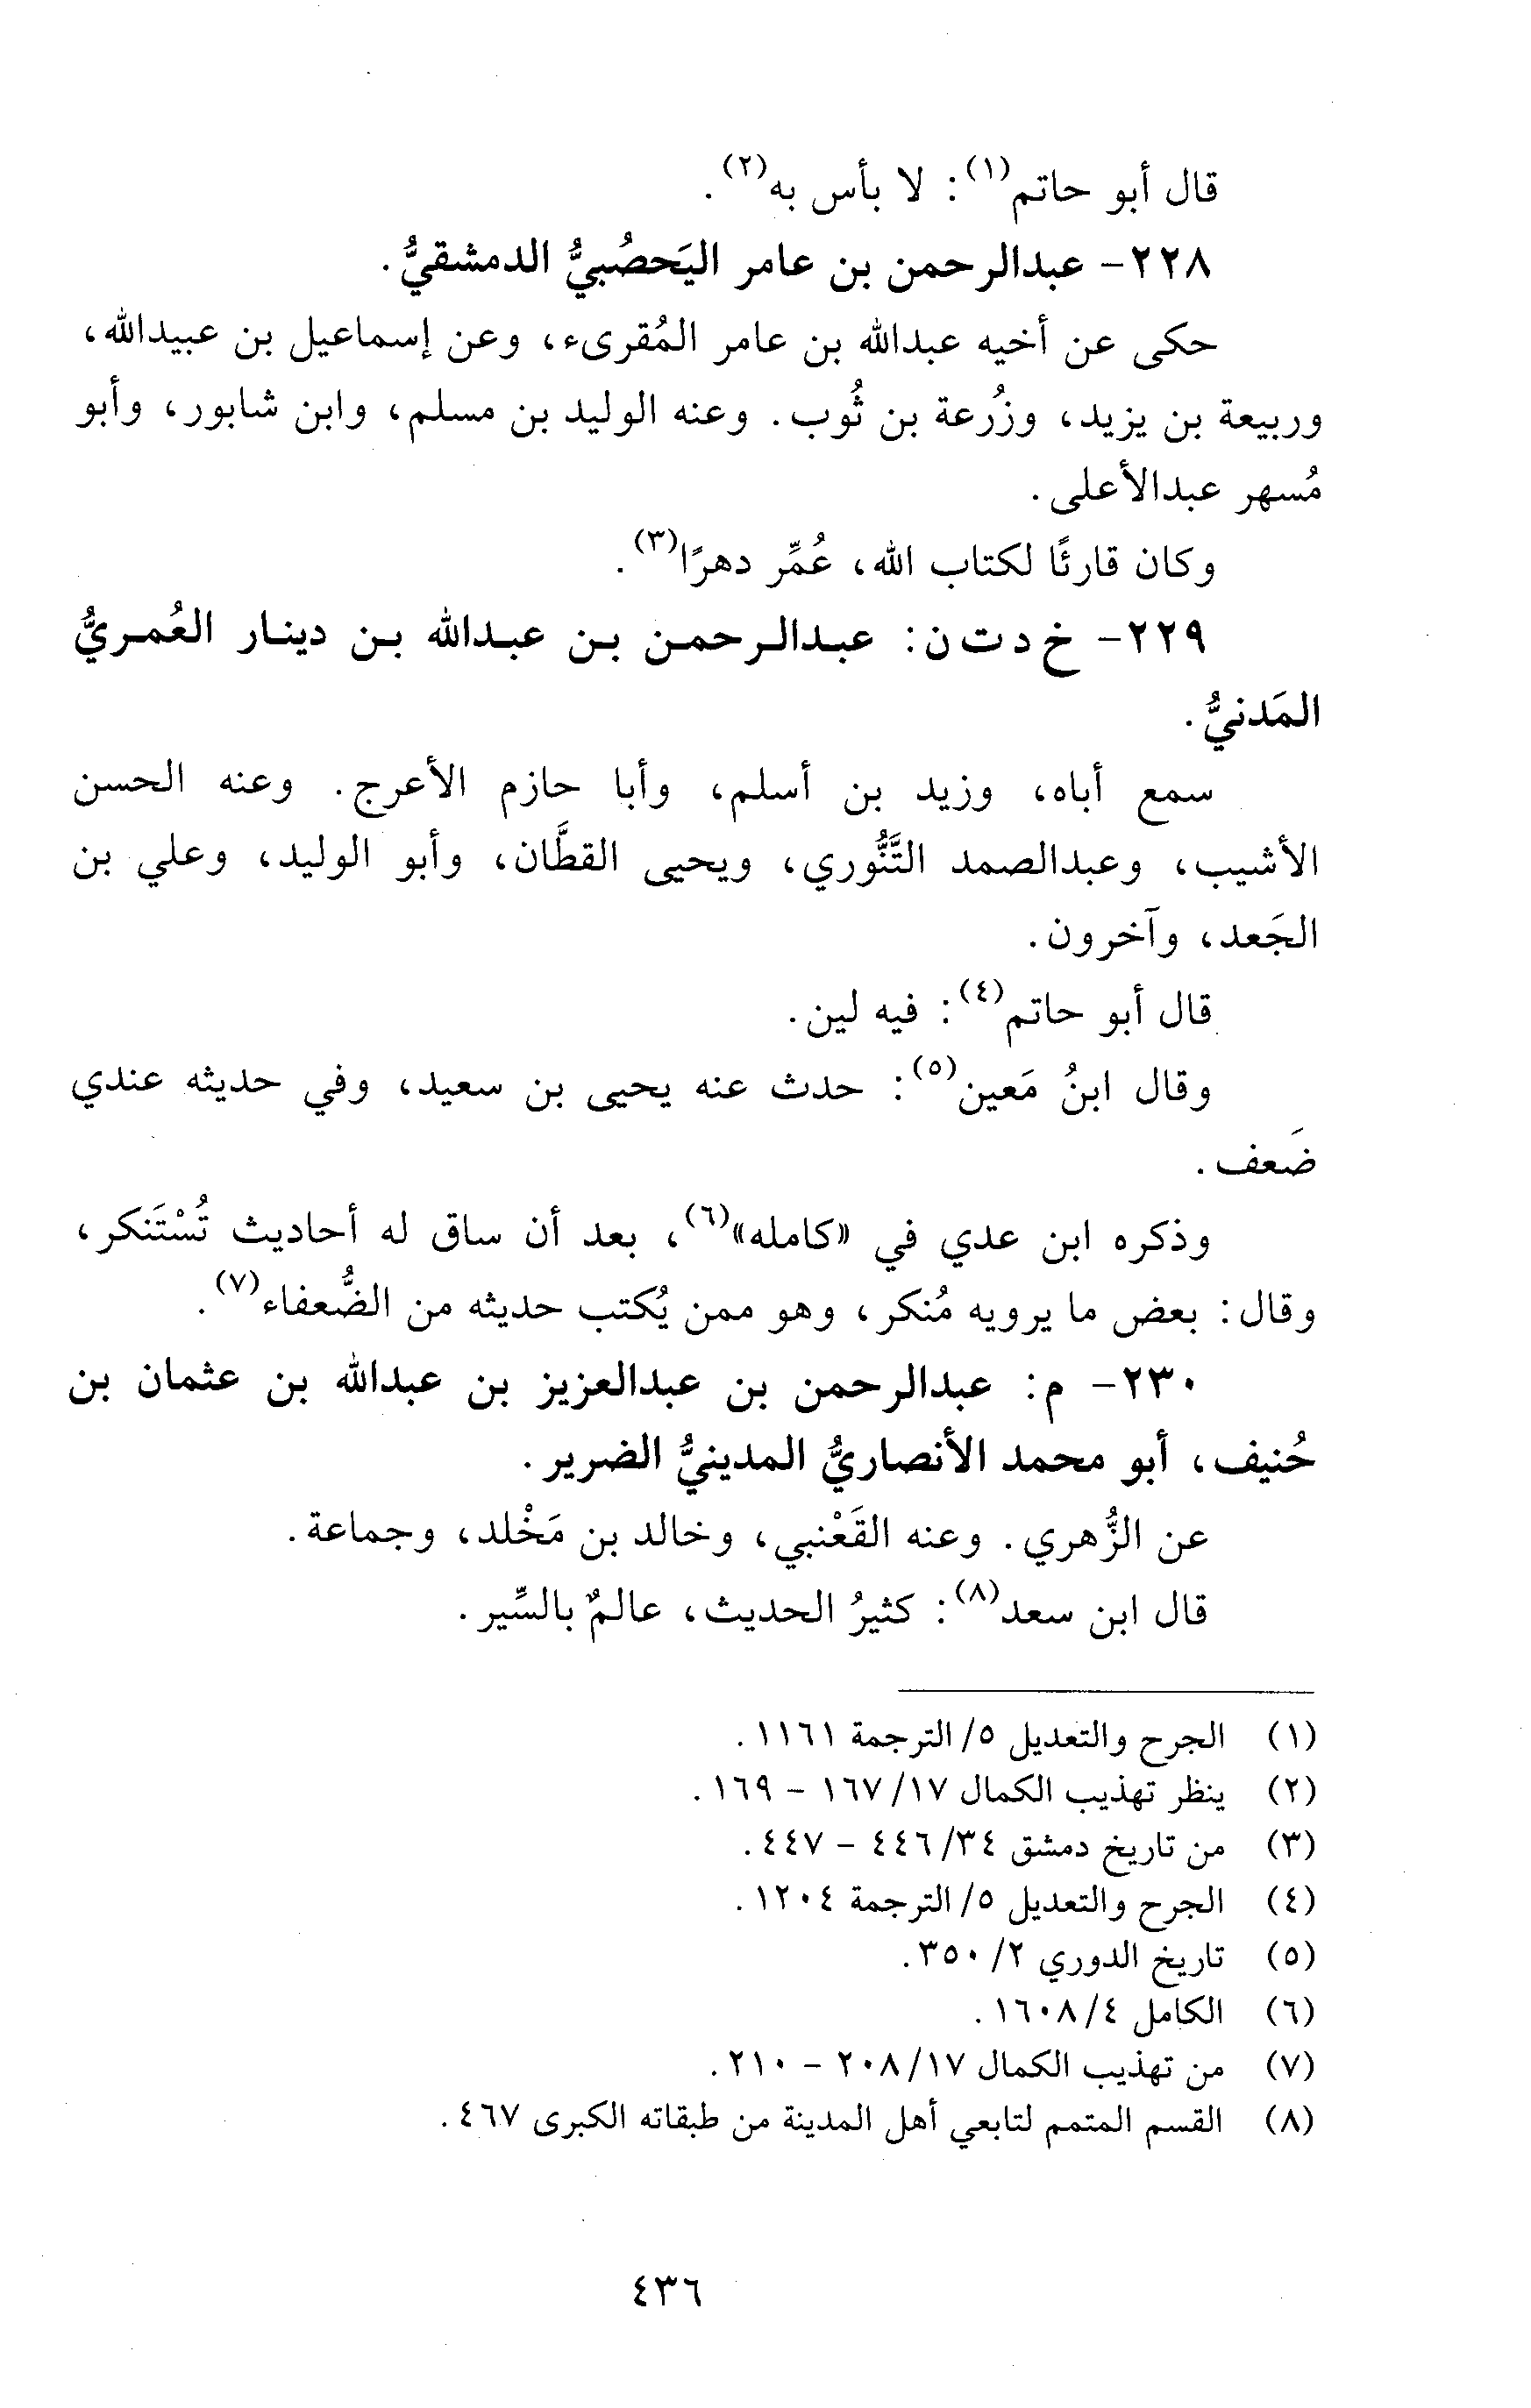 قال أبو حاتم(١): لا بأس به(٢).
٢٢٨- عبدالرحمن بن عامر اليَحصُبيُّ الدمشقيُّ.
حكى عن أخيه عبدالله بن عامر المُقرىء، وعن إسماعيل بن عبيدالله،
وربيعة بن يزيد، وزُرعة بن ثُوب. وعنه الوليد بن مسلم، وابن شابور، وأبو
مُسهر عبدالأعلى.
وكان قارئًا لكتاب الله، عُمِّر دهرًا(٣).
٢٢٩- خ د ت ن: عبدالرحمن بن عبدالله بن دينار العُمريُّ
المَدنيُّ.
سمع أباه، وزيد بن أسلم، وأبا حازم الأعرج. وعنه الحسن
الأشيب، وعبدالصمد التَّنُّوري، ويحيى القطَّان، وأبو الوليد، وعلي بن
الجَعد، وآخرون.
قال أبو حاتم(٤): فيه لين.
وقال ابنُ مَعين(٥): حدث عنه يحيى بن سعيد، وفي حديثه عندي
ضَعف.
وذكره ابن عدي في «كامله»(٦)، بعد أن ساق له أحاديث تُسْتَنكر،
وقال: بعض ما يرويه مُنكر، وهو ممن يُكتب حديثه من الضُّعفاء(٧).
٢٣٠- م: عبدالرحمن بن عبدالعزيز بن عبدالله بن عثمان بن
حُنيف، أبو محمد الأنصاريُّ المدينيُّ الضرير.
عن الزُّهري. وعنه القَعْنبي، وخالد بن مَخْلد، وجماعة.
قال ابن سعد(٨): كثيرُ الحديث، عالمٌ بالسِّير.
(١) الجرح والتعديل ٥/ الترجمة ١١٦١.
(٢) ينظر تهذيب الكمال ١٧/ ١٦٧ - ١٦٩.
(٣) من تاريخ دمشق ٣٤/ ٤٤٦ - ٤٤٧.
(٤) الجرح والتعديل ٥/ الترجمة ١٢٠٤.
(٥) تاريخ الدوري ٢/ ٣٥٠.
(٦) الكامل ٤/ ١٦٠٨.
(٧) من تهذيب الكمال ١٧/ ٢٠٨ - ٢١٠.
(٨) القسم المتمم لتابعي أهل المدينة من طبقاته الكبرى ٤٦٧.
٤٣٦